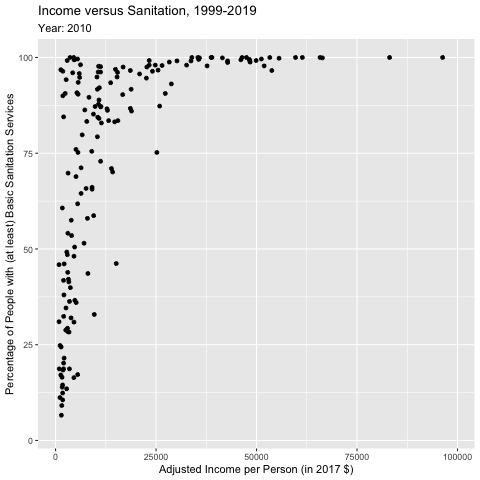 Income versus Sanitation, 1999-2019
Year: 2010
Percentage of People with (at least) Basic Sanitation Services
100
75
50
25
0
0
25000
50000
75000
100000
Adjusted Income per Person (in 2017 $)